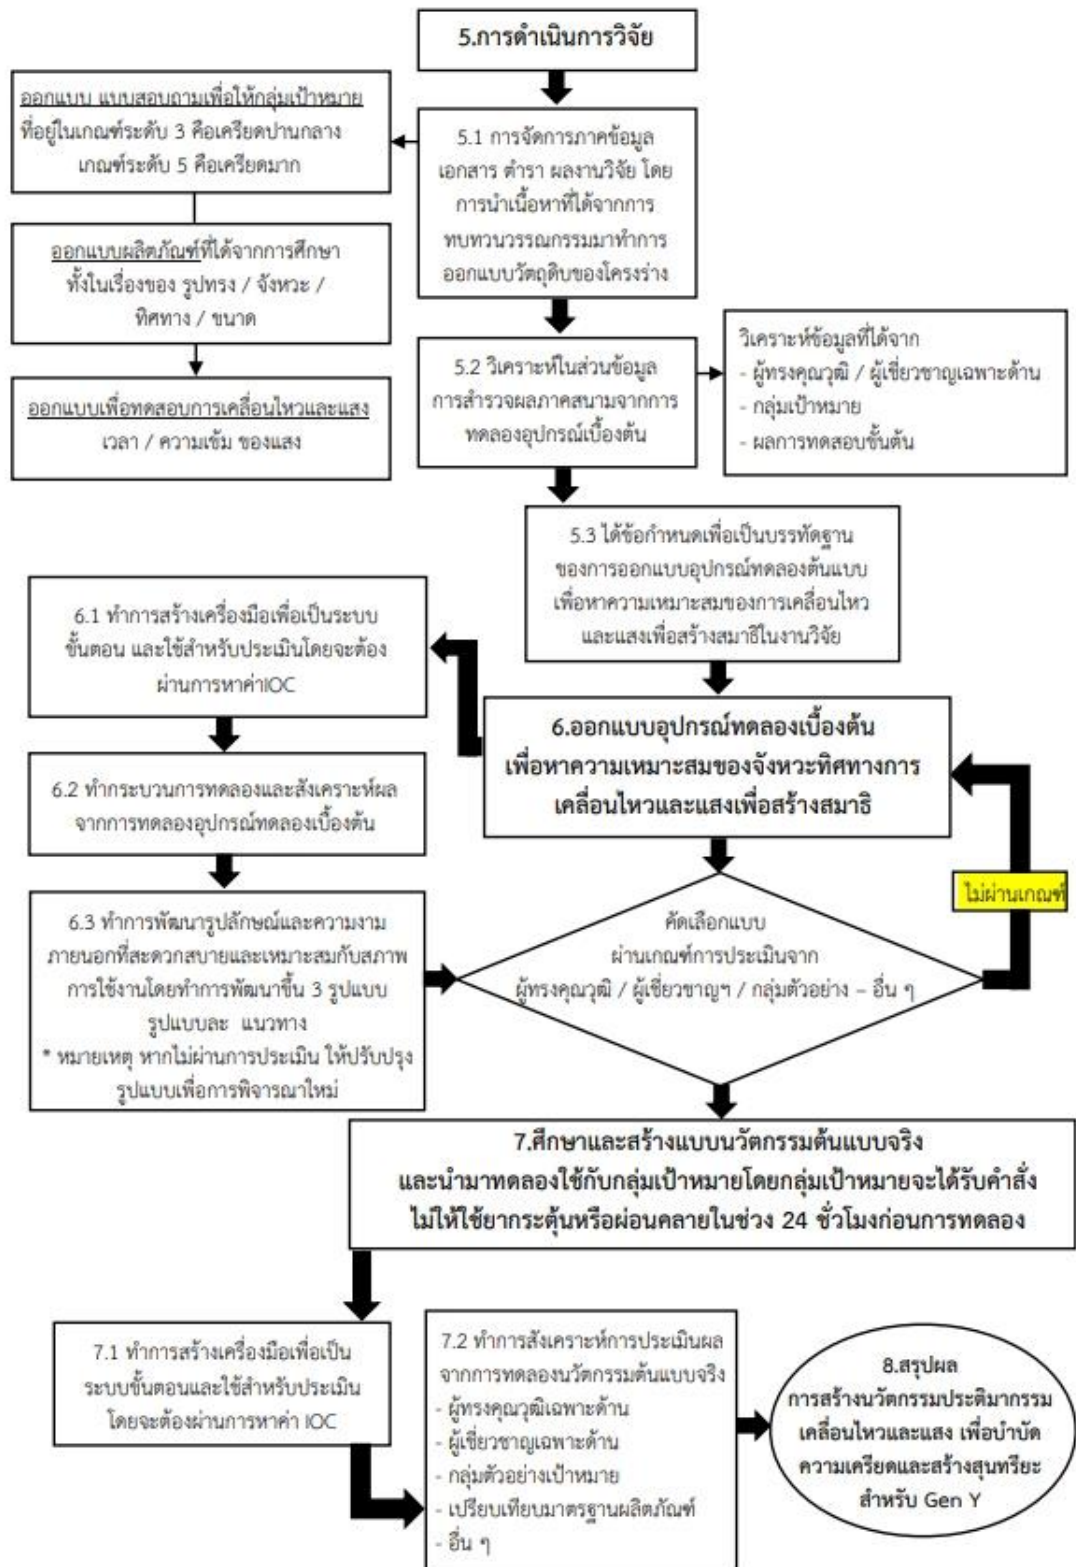 5.การดำเนินการวิจัย
ออกแบบ แบบสอบถามเพื่อให้กลุ่มเป้าหมาย
ที่อยู่ในเกณฑ์ระดับ 3 คือเครียดปานกลาง
เกณฑ์ระดับ 5 คือเครียดมาก
5.1 การจัดการภาคข้อมูล
เอกสาร ตำรา ผลงานวิจัย โดย
การนำเนื้อหาที่ได้จากการ
ทบทวนวรรณกรรมมาทำการ
ออกแบบวัตถุดิบของโครงร่าง
ออกแบบผลิตภัณฑ์ที่ได้จากการศึกษา
ทั้งในเรื่องของ รูปทรง / จังหวะ /
ทิศทาง / ขนาด
ออกแบบเพื่อทดสอบการเคลื่อนไหวและแสง
เวลา / ความเข้ม ของแสง
5.2 วิเคราะห์ในส่วนข้อมูล
การสำรวจผลภาคสนามจากการ
ทดลองอุปกรณ์เบื้องต้น
วิเคราะห์ข้อมูลที่ได้จาก
- ผู้ทรงคุณวุฒิ / ผู้เชี่ยวชาญเฉพาะด้าน
- กลุ่มเป้าหมาย
- ผลการทดสอบขั้นต้น
5.3 ได้ข้อกำหนดเพื่อเป็นบรรทัดฐาน
ของการออกแบบอุปกรณ์ทดลองต้นแบบ
เพื่อหาความเหมาะสมของการเคลื่อนไหว
และแสงเพื่อสร้างสมาธิในงานวิจัย
6.1 ทำการสร้างเครื่องมือเพื่อเป็นระบบ
ขั้นตอน และใช้สำหรับประเมินโดยจะต้อง
ผ่านการหาค่าIOC
6.ออกแบบอุปกรณ์ทดลองเบื้องต้น
เพื่อหาความเหมาะสมของจังหวะทิศทางการ
เคลื่อนไหวและแสงเพื่อสร้างสมาธิ
6.2 ทำกระบวนการทดลองและสังเคราะห์ผล
จากการทดลองอุปกรณ์ทดลองเบื้องต้น
ไม่ผ่านเกณฑ์
6.3 ทำการพัฒนารูปลักษณ์และความงาม
ภายนอกที่สะดวกสบายและเหมาะสมกับสภาพ
การใช้งานโดยทำการพัฒนาขึ้น 3 รูปแบบ
รูปแบบละ แนวทาง
* หมายเหตุ หากไม่ผ่านการประเมิน ให้ปรับปรุง
รูปแบบเพื่อการพิจารณาใหม่
คัดเลือกแบบ
ผ่านเกณฑ์การประเมินจาก
ผู้ทรงคุณวุฒิ / ผู้เชี่ยวชาญฯ / กลุ่มตัวอย่าง – อื่น ๆ
7.ศึกษาและสร้างแบบนวัตกรรมต้นแบบจริง
และนำมาทดลองใช้กับกลุ่มเป้าหมายโดยกลุ่มเป้าหมายจะได้รับคำสั่ง
ไม่ให้ใช้ยากระตุ้นหรือผ่อนคลายในช่วง 24 ชั่วโมงก่อนการทดลอง
7.1 ทำการสร้างเครื่องมือเพื่อเป็น
ระบบขั้นตอนและใช้สำหรับประเมิน
โดยจะต้องผ่านการหาค่า IOC
7.2 ทำการสังเคราะห์การประเมินผล
จากการทดลองนวัตกรรมต้นแบบจริง
- ผู้ทรงคุณวุฒิเฉพาะด้าน
- ผู้เชี่ยวชาญเฉพาะด้าน
- กลุ่มตัวอย่างเป้าหมาย
- เปรียบเทียบมาตรฐานผลิตภัณฑ์
- อื่น ๆ
8.สรุปผล
การสร้างนวัตกรรมประติมากรรม
เคลื่อนไหวและแสง เพื่อบำบัด
ความเครียดและสร้างสุนทรียะ
สำหรับ Gen Y